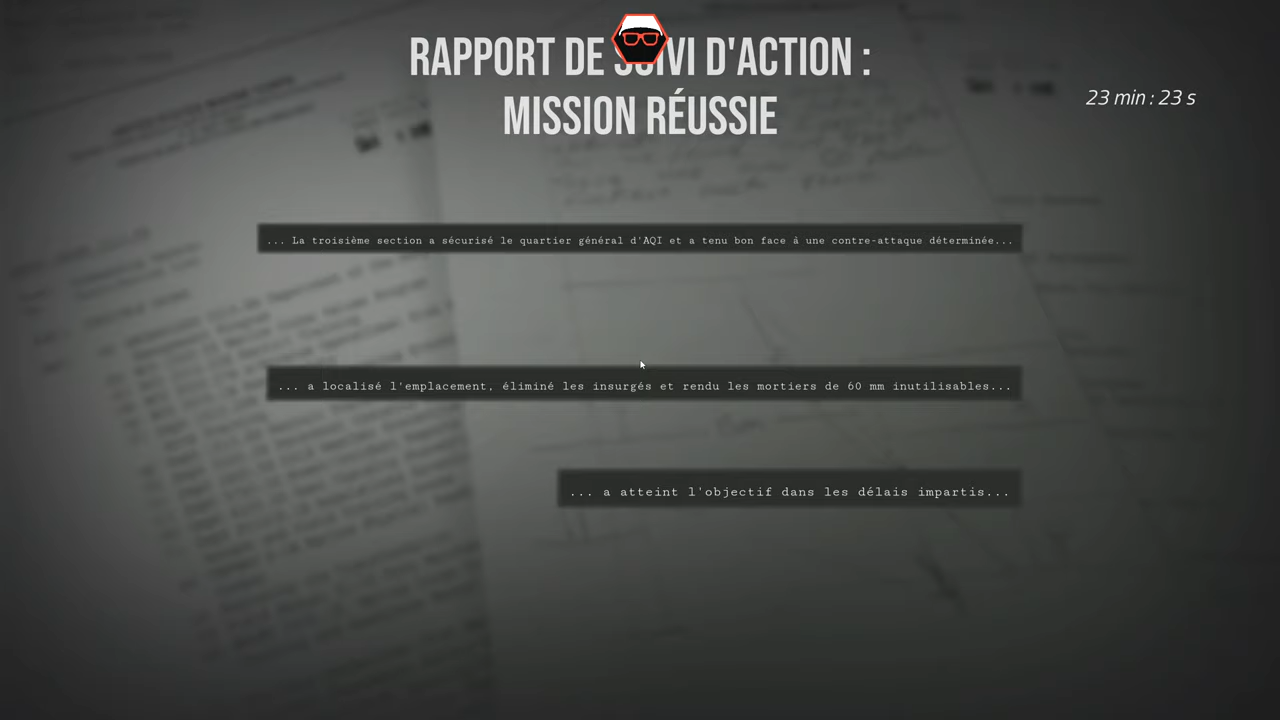 RAPPORT DE SUIVI D'ACTION :
MISSION RÉUSSIE
23 min : 23 s
... La troisième section a sécurisé le quartier général d'AQI et a tenu bon face à une contre-attaque déterminée...
... a localisé l'emplacement, éliminé les insurgés et rendu les mortiers de 60 mm inutilisables...
... a atteint l'objectif dans les délais impartis...